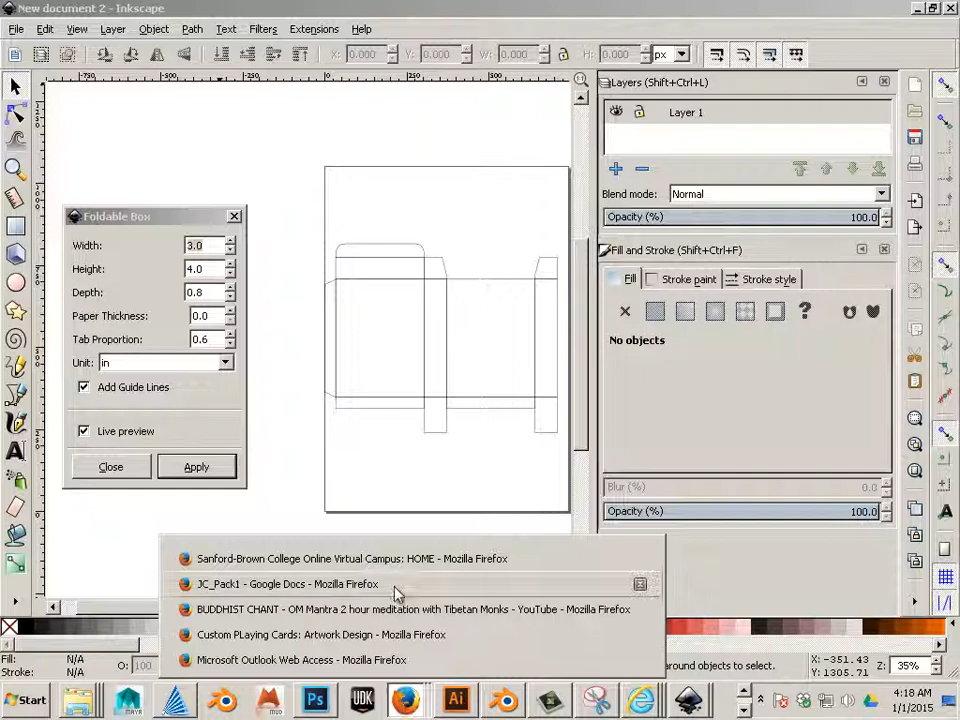 New document 2 - Inkscape
File Edit View Layer Object Path Text Filters Extensions Help
X: 0.000 Y: 0.000 W: 0.000 H: 0.000 px
Layers (Shift+Ctrl+L)
Layer 1
Blend mode: Normal
Opacity (%) 100.0
Fill and Stroke (Shift+Ctrl+F)
Fill Stroke paint Stroke style
No objects
Blur (%) 0.0
Opacity (%) 100.0
Foldable Box
Width: 3.0
Height: 4.0
Depth: 0.8
Paper Thickness: 0.0
Tab Proportion: 0.6
Unit: in
Add Guide Lines
Live preview
Close Apply
Sanford-Brown College Online Virtual Campus: HOME - Mozilla Firefox
JC_Pack1 - Google Docs - Mozilla Firefox
BUDDHIST CHANT - OM Mantra 2 hour meditation with Tibetan Monks - YouTube - Mozilla Firefox
Custom PLaying Cards: Artwork Design - Mozilla Firefox
Microsoft Outlook Web Access - Mozilla Firefox
Fill: N/A
Stroke: N/A
O: 100
around objects to select.
X: -351.43
Y: 1305.71
Z: 35%
Start
MAYA
MUD
Ps
UDK
Ai
4:18 AM
1/1/2015